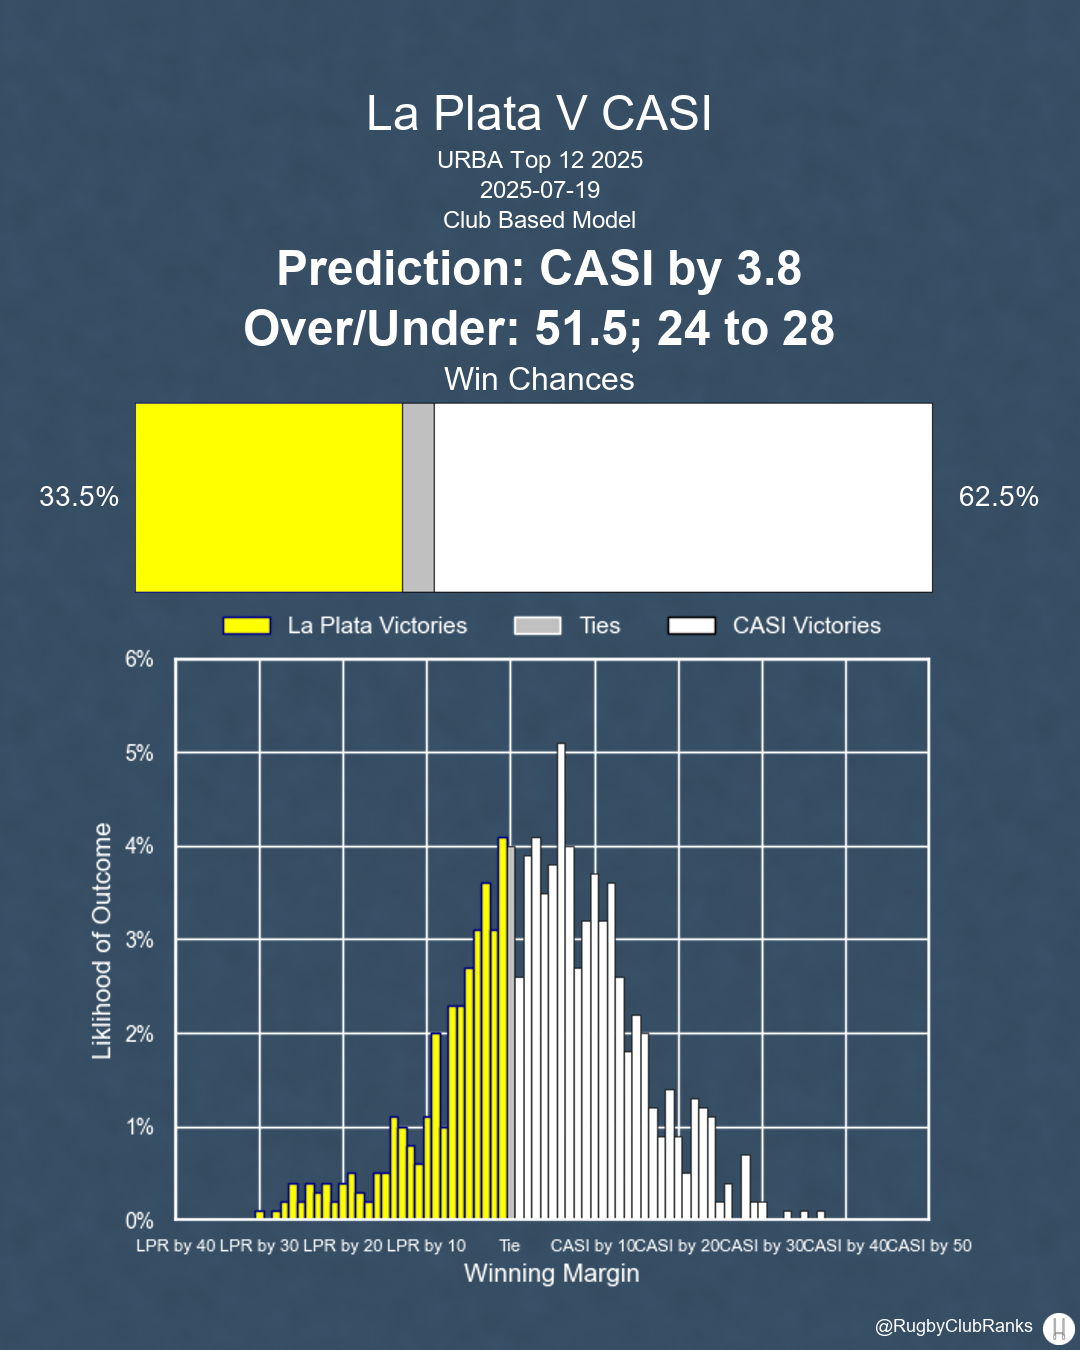 La Plata V CASI
URBA Top 12 2025
2025-07-19
Club Based Model
Prediction: CASI by 3.8
Over/Under: 51.5; 24 to 28
Win Chances
33.5%
62.5%
La Plata Victories
Ties
CASI Victories
6%
5%
4%
3%
2%
1%
0%
Liklihood of Outcome
LPR by 40
LPR by 30
LPR by 20
LPR by 10
Tie
CASI by 10
CASI by 20
CASI by 30
CASI by 40
CASI by 50
Winning Margin
@RugbyClubRanks